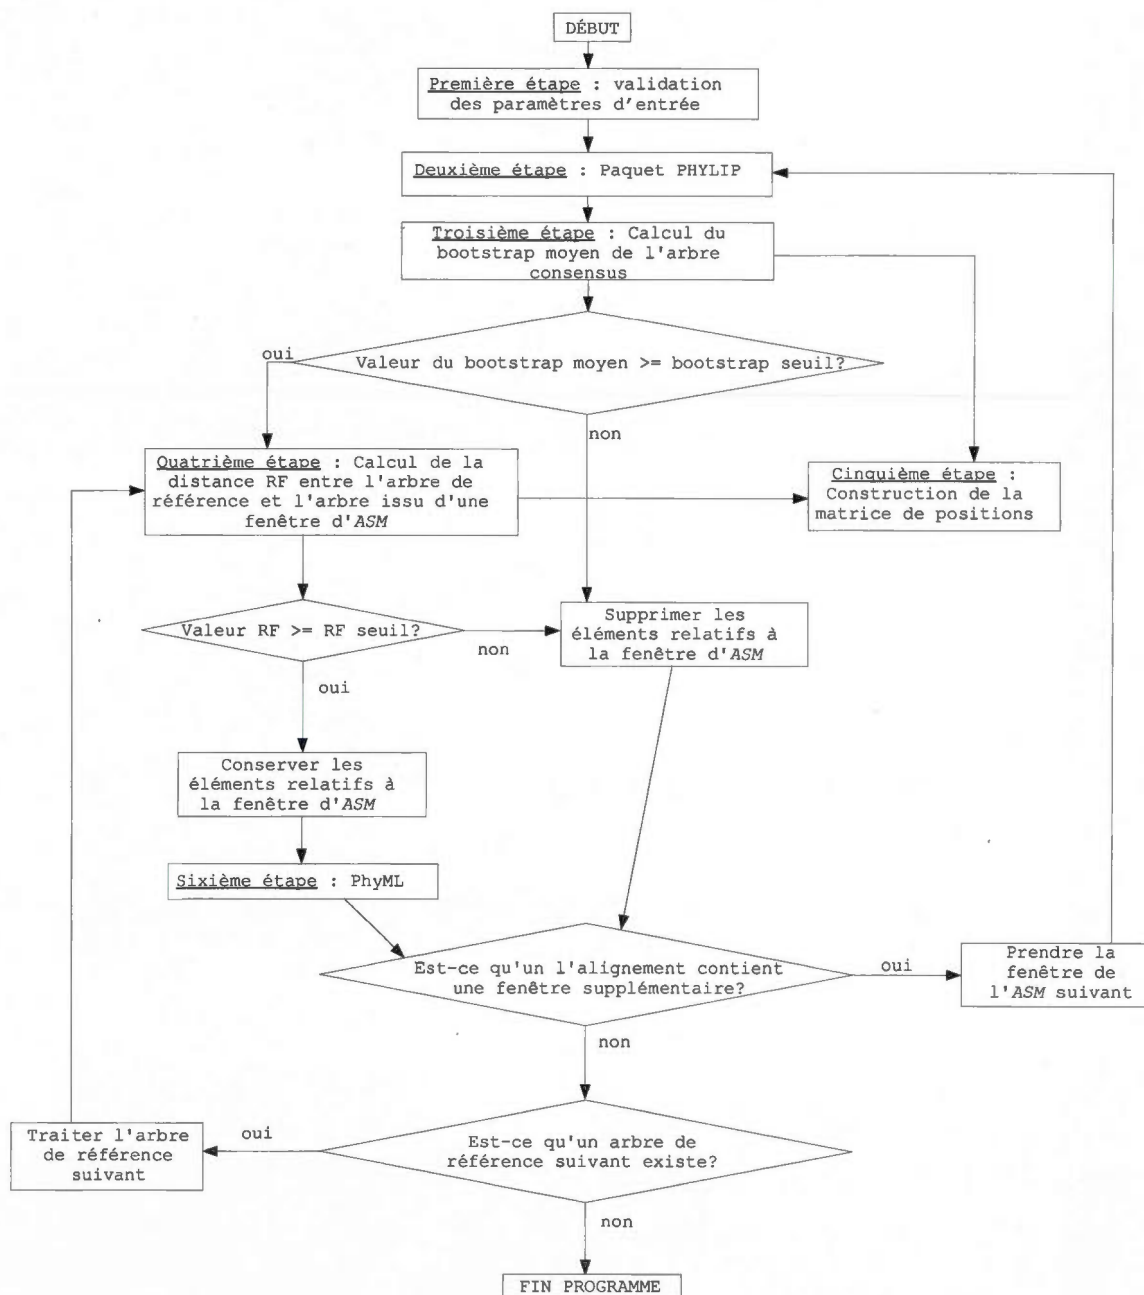 DÉBUT
Première étape : validation
des paramètres d'entrée
Deuxième étape : Paquet PHYLIP
Troisième étape : Calcul du
bootstrap moyen de l'arbre
consensus
Valeur du bootstrap moyen >= bootstrap seuil?
oui
non
Quatrième étape : Calcul de la
distance RF entre l'arbre de
référence et l'arbre issu d'une
fenêtre d'ASM
Cinquième étape :
Construction de la
matrice de positions
Valeur RF >= RF seuil?
non
oui
Supprimer les
éléments relatifs à
la fenêtre d'ASM
Conserver les
éléments relatifs à
la fenêtre d'ASM
Sixième étape : PhyML
Est-ce qu'un l'alignement contient
une fenêtre supplémentaire?
oui
non
Prendre la
fenêtre de
l'ASM suivant
Est-ce qu'un arbre de
référence suivant existe?
oui
non
Traiter l'arbre
de référence
suivant
FIN PROGRAMME